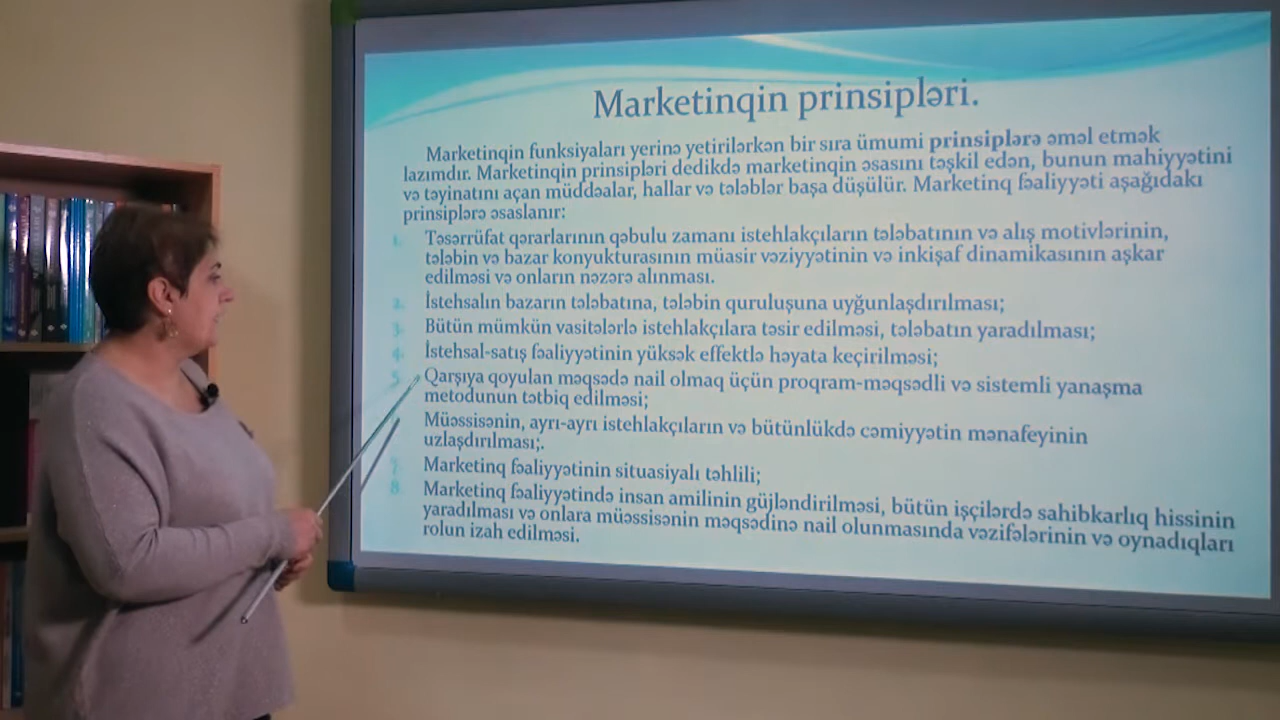 Marketinqin prinsipləri.
Marketinqin funksiyaları yerinə yetirilərkən bir sıra ümumi prinsiplərə əməl etmək
lazımdır. Marketinqin prinsipləri dedikdə marketinqin əsasını təşkil edən, bunun mahiyyətini
və təyinatını açan müddəalar, hallar və tələblər başa düşülür. Marketinq fəaliyyəti aşağıdakı
prinsiplərə əsaslanır:
1. Təsərrüfat qərarlarının qəbulu zamanı istehlakçıların tələbatının və alış motivlərinin,
tələbin və bazar konyukturasının müasir vəziyyətinin və inkişaf dinamikasının aşkar
edilməsi və onların nəzərə alınması.
2. İstehsalın bazarın tələbatına, tələbin quruluşuna uyğunlaşdırılması;
3. Bütün mümkün vasitələrlə istehlakçılara təsir edilməsi, tələbatın yaradılması;
4. İstehsal-satış fəaliyyətinin yüksək effektlə həyata keçirilməsi;
5. Qarşıya qoyulan məqsədə nail olmaq üçün proqram-məqsədli və sistemli yanaşma
metodunun tətbiq edilməsi;
Müəssisənin, ayrı-ayrı istehlakçıların və bütünlükdə cəmiyyətin mənafeyinin
uzlaşdırılması;.
7. Marketinq fəaliyyətinin situasiyalı təhlili;
8. Marketinq fəaliyyətində insan amilinin güjləndirilməsi, bütün işçilərdə sahibkarlıq hissinin
yaradılması və onlara müəssisənin məqsədinə nail olunmasında vəzifələrinin və oynadıqları
rolun izah edilməsi.